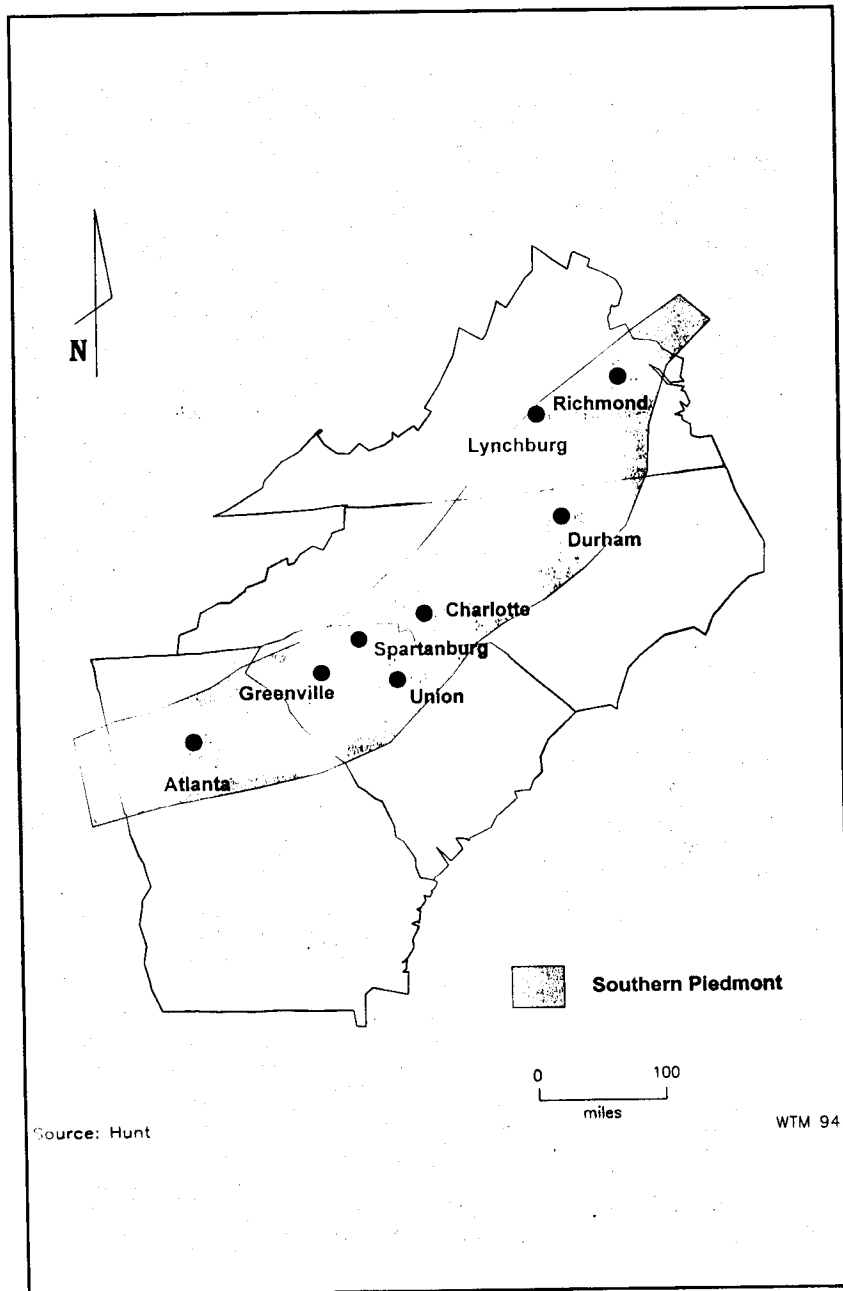 N
Richmond
Lynchburg
Durham
Charlotte
Spartanburg
Greenville
Union
Atlanta
Southern Piedmont
0 100
miles
Source: Hunt
WTM 94